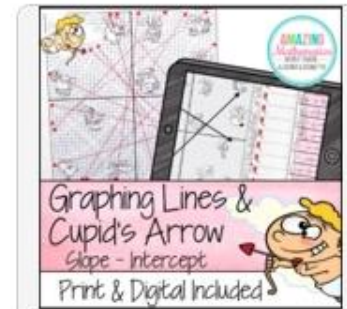 AMAZING
Mathematics
Graphing Lines &
Cupid's Arrow
Slope - Intercept
Print & Digital Included